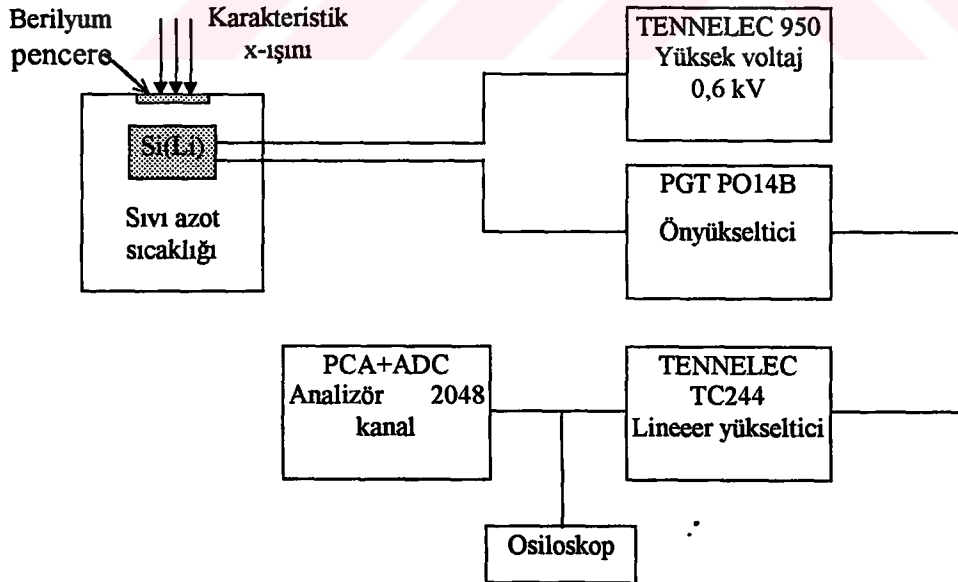 Berilyum
pencere
Karakteristik
x-ışını
Si(Li)
Sıvı azot
sıcaklığı
TENNELEC 950
Yüksek voltaj
0,6 kV
PGT PO14B
Önyükseltici
PCA+ADC
Analizör 2048
kanal
TENNELEC
TC244
Lineeer yükseltici
Osiloskop